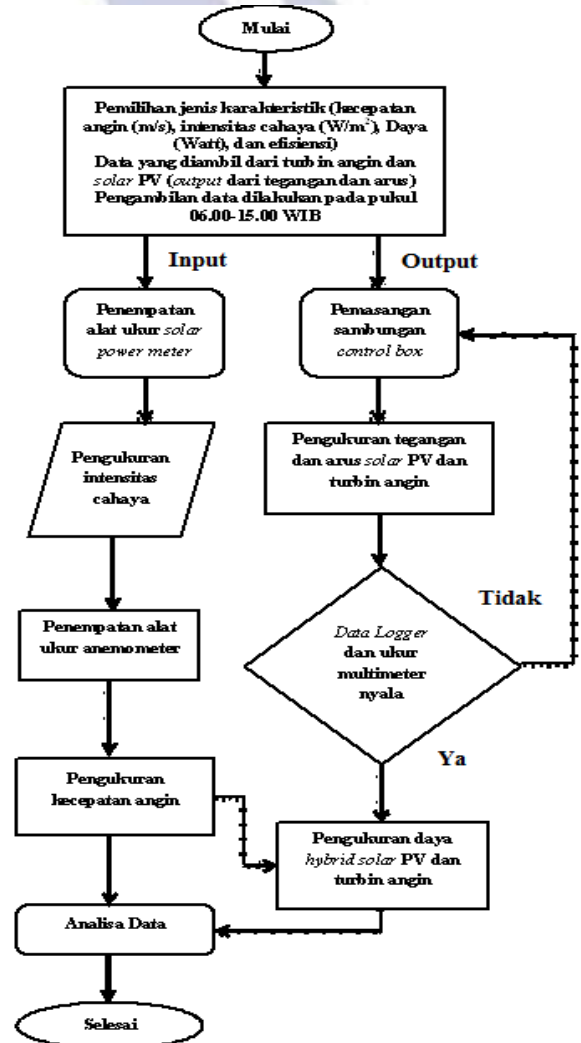 Mulai
Pemilihan jenis karakteristik (kecepatan
angin (m/s), intensitas cahaya (W/m²), Daya
(Watt), dan efisiensi)
Data yang diambil dari turbin angin dan
solar PV (output dari tegangan dan arus)
Pengambilan data dilakukan pada pukul
06.00-15.00 WIB
Input
Output
Penempatan
alat ukur solar
power meter
Pemasangan
sambungan
control box
Pengukuran
intensitas
cahaya
Pengukuran tegangan
dan arus solar PV dan
turbin angin
Penempatan alat
ukur anemometer
Data Logger
dan ukur
multimeter
nyala
Tidak
Ya
Pengukuran
kecepatan angin
Pengukuran daya
hybrid solar PV dan
turbin angin
Analisa Data
Selesai